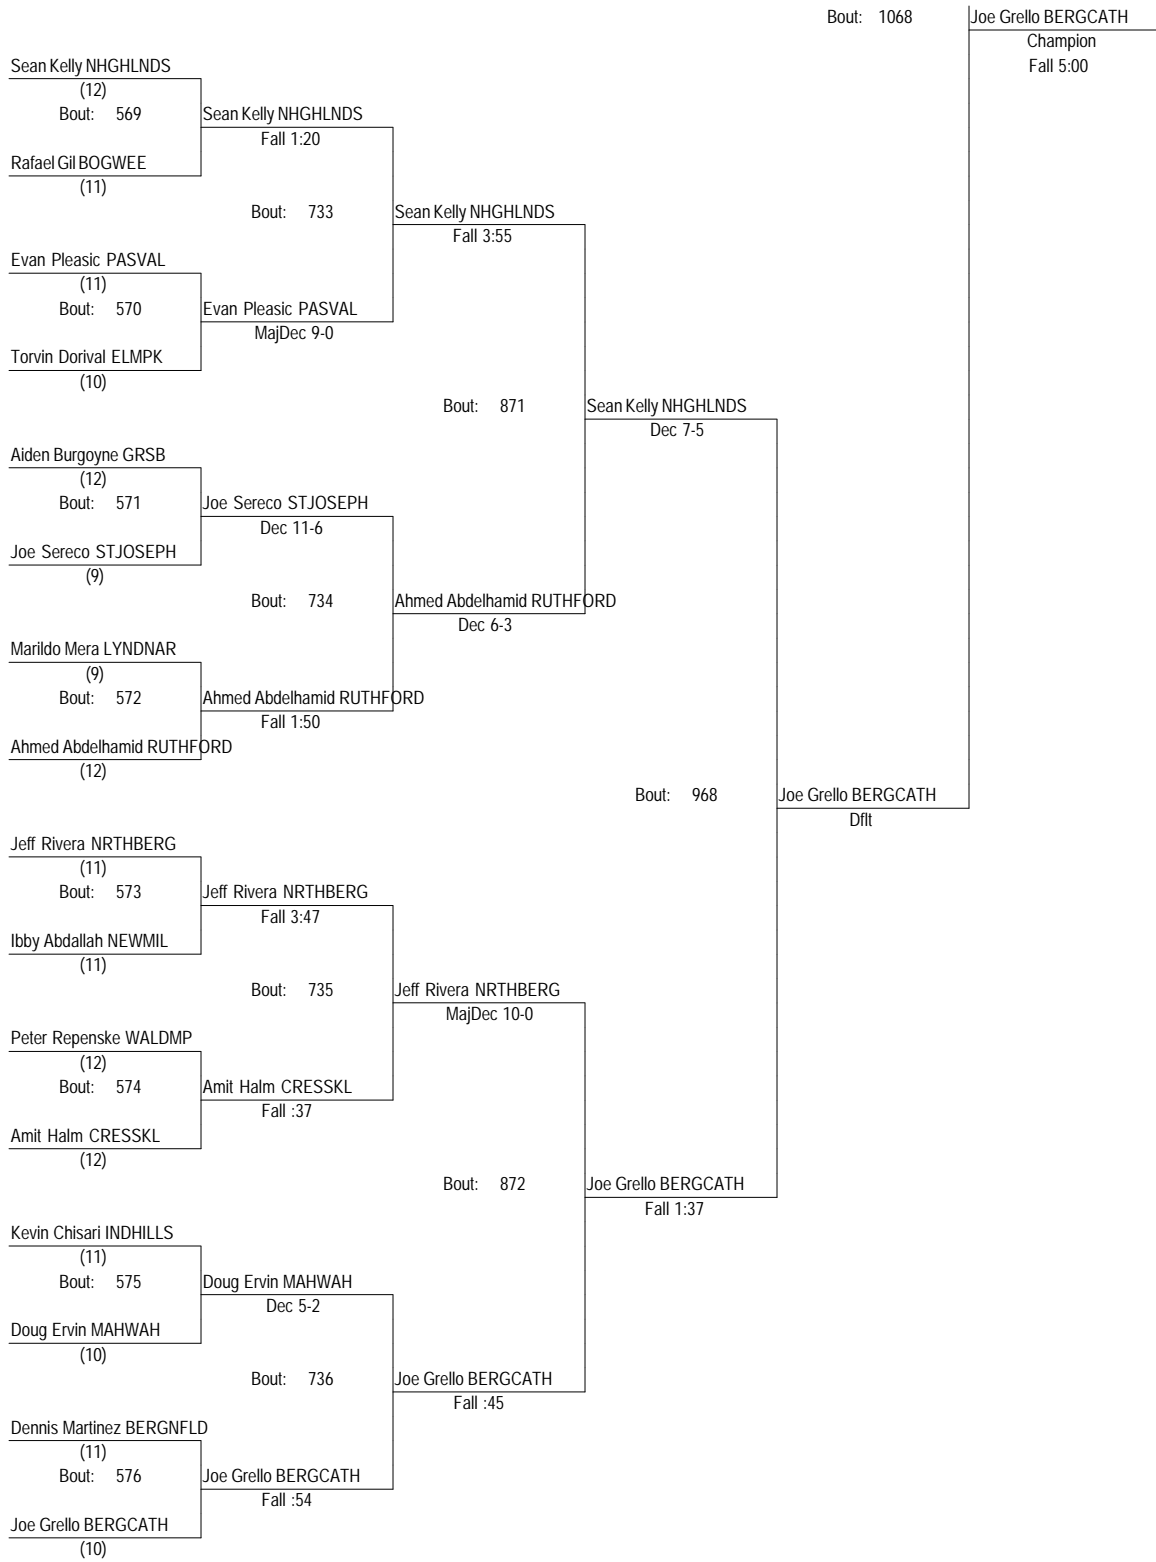 Bout: 1068
Joe Grello BERGCATH
Champion
Fall 5:00
Sean Kelly NHGHLNDS
(12)
Bout: 569
Sean Kelly NHGHLNDS
Fall 1:20
Rafael Gil BOGWEE
(11)
Bout: 733
Sean Kelly NHGHLNDS
Fall 3:55
Evan Pleasic PASVAL
(11)
Bout: 570
Evan Pleasic PASVAL
MajDec 9-0
Torvin Dorival ELMPK
(10)
Bout: 871
Sean Kelly NHGHLNDS
Dec 7-5
Aiden Burgoyne GRSB
(12)
Bout: 571
Joe Sereco STJOSEPH
Dec 11-6
Joe Sereco STJOSEPH
(9)
Bout: 734
Ahmed Abdelhamid RUTHFORD
Dec 6-3
Marildo Mera LYNDNAR
(9)
Bout: 572
Ahmed Abdelhamid RUTHFORD
Fall 1:50
Ahmed Abdelhamid RUTHFORD
(12)
Bout: 968
Joe Grello BERGCATH
Dflt
Jeff Rivera NRTHBERG
(11)
Bout: 573
Jeff Rivera NRTHBERG
Fall 3:47
Ibby Abdallah NEWMIL
(11)
Bout: 735
Jeff Rivera NRTHBERG
MajDec 10-0
Peter Repenske WALDMP
(12)
Bout: 574
Amit Halm CRESSKL
Fall :37
Amit Halm CRESSKL
(12)
Bout: 872
Joe Grello BERGCATH
Fall 1:37
Kevin Chisari INDHILLS
(11)
Bout: 575
Doug Ervin MAHWAH
Dec 5-2
Doug Ervin MAHWAH
(10)
Bout: 736
Joe Grello BERGCATH
Fall :45
Dennis Martinez BERGNFLD
(11)
Bout: 576
Joe Grello BERGCATH
Fall :54
Joe Grello BERGCATH
(10)